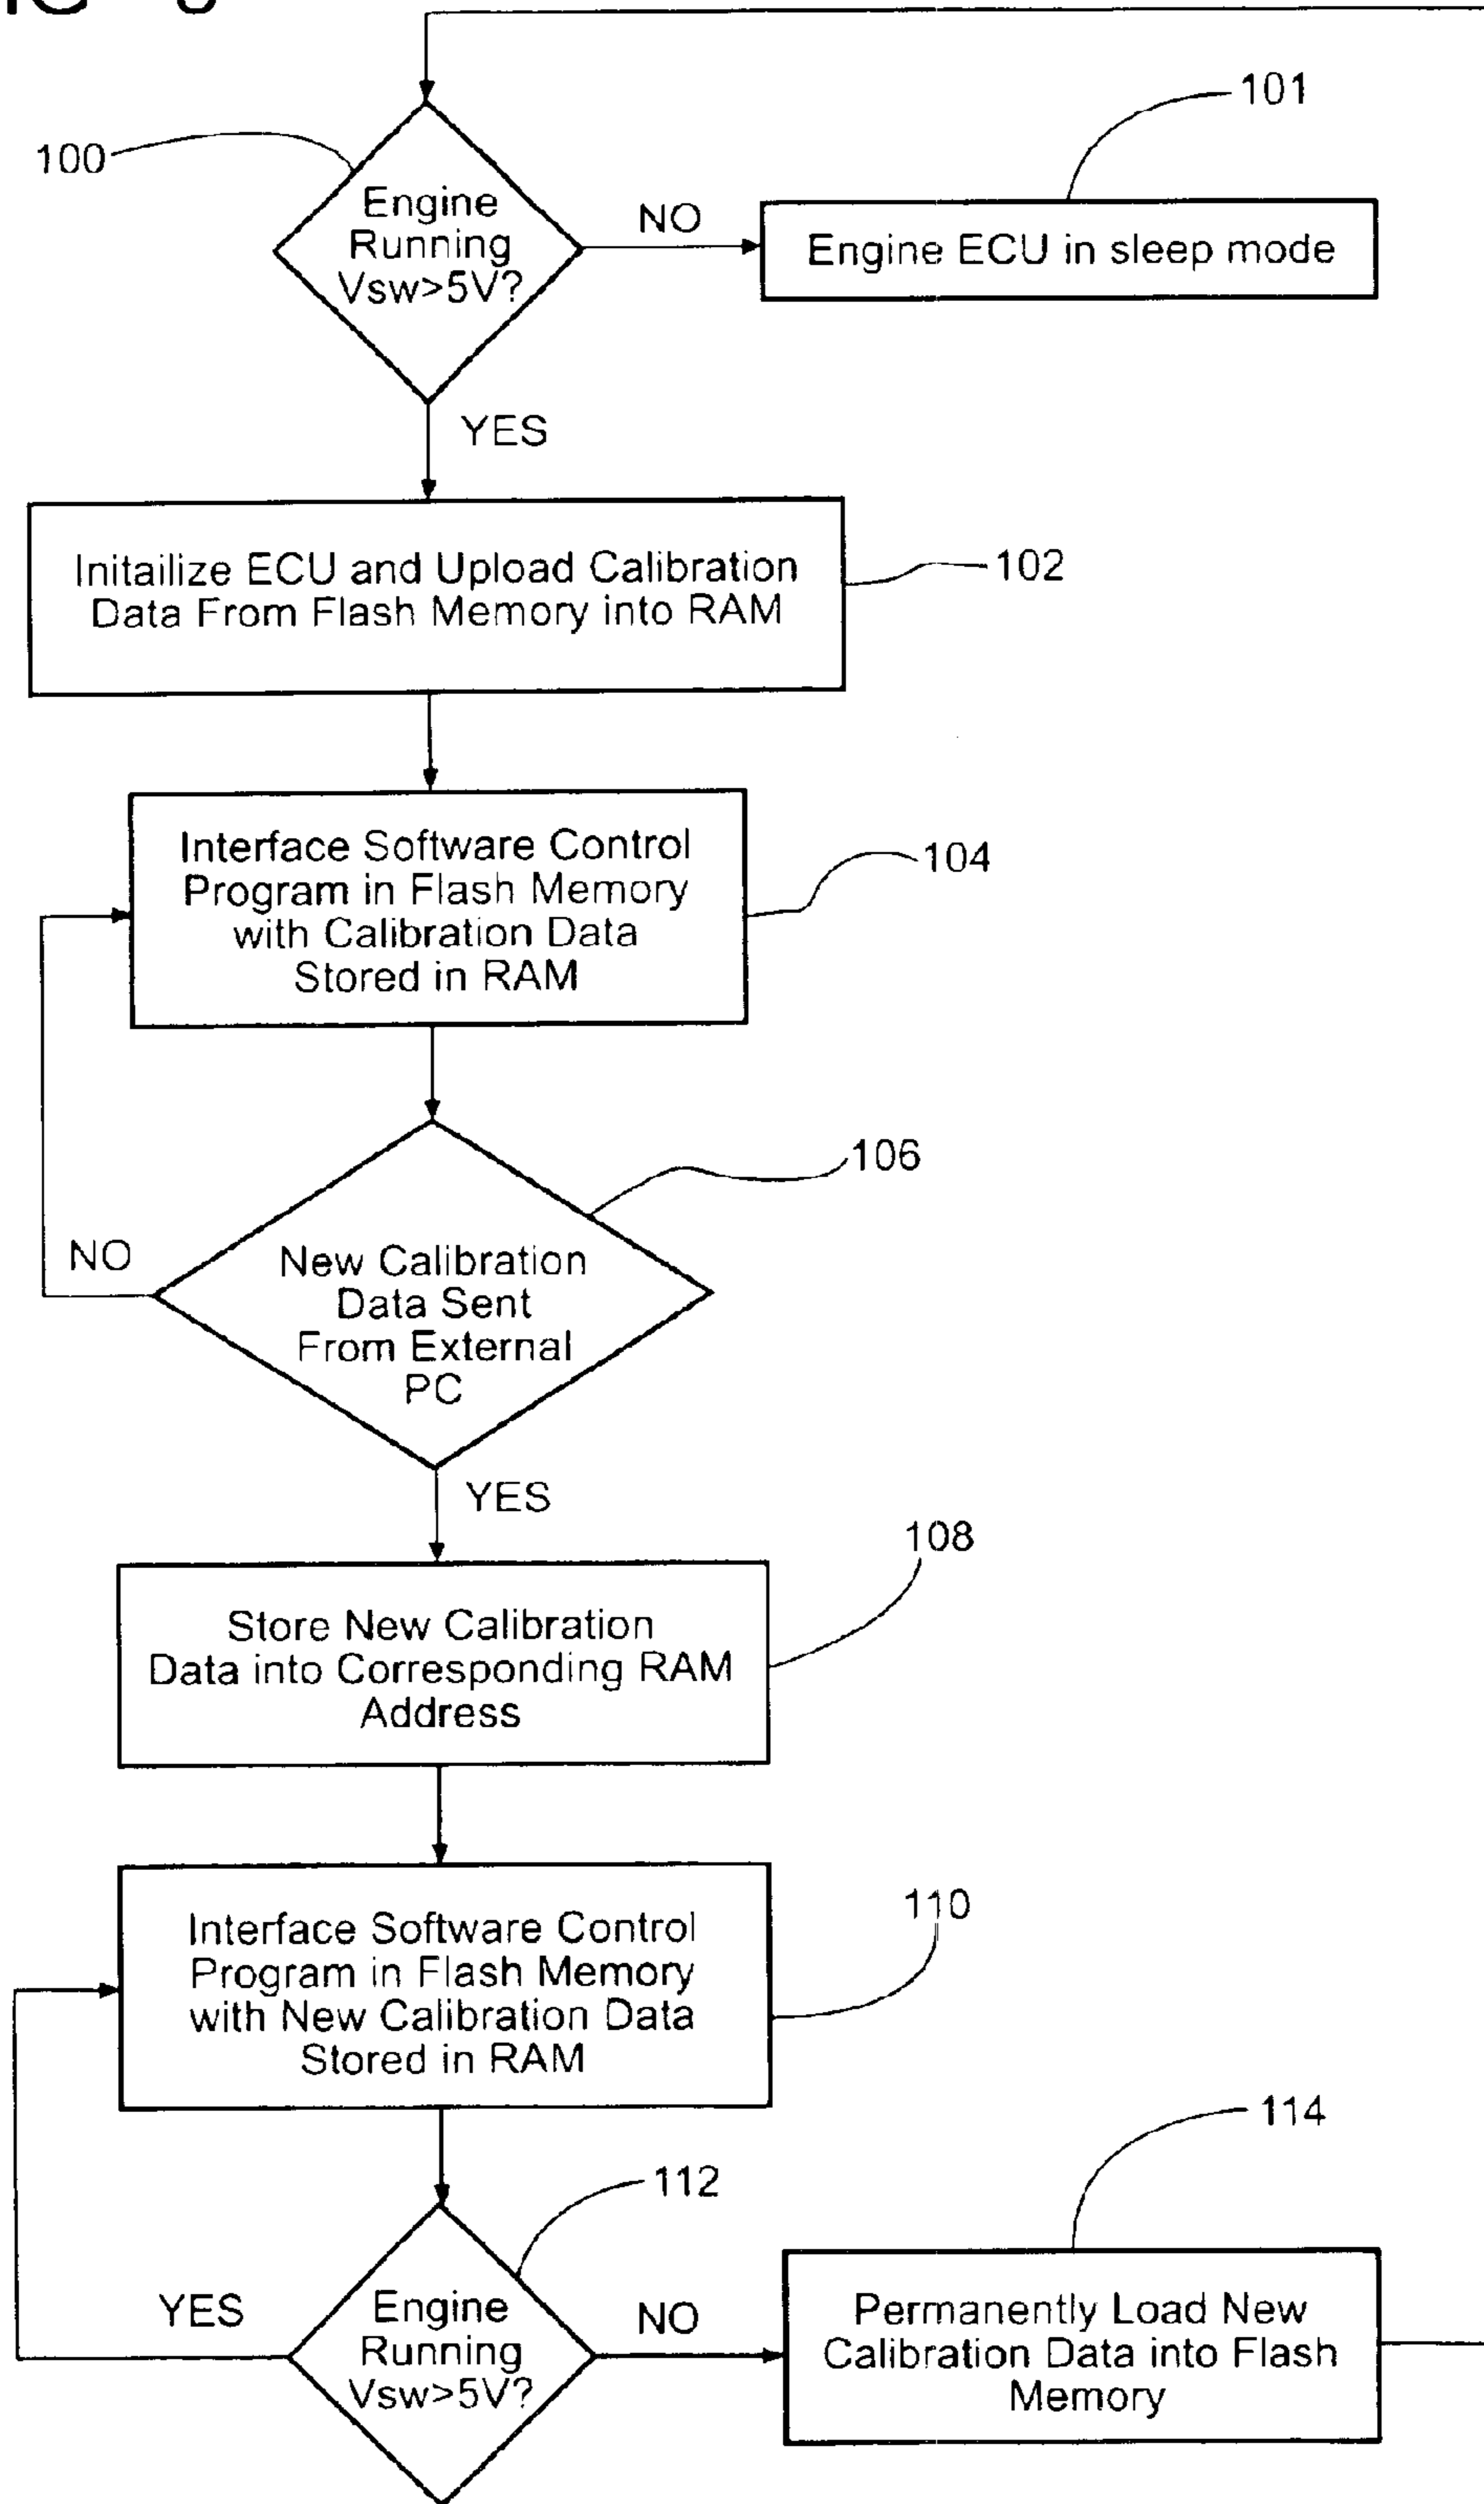 101
100
Engine
Running
Vsw>5V?
NO
Engine ECU in sleep mode
YES
Initailize ECU and Upload Calibration
Data From Flash Memory into RAM
102
Interface Software Control
Program in Flash Memory
with Calibration Data
Stored in RAM
104
106
NO
New Calibration
Data Sent
From External
PC
YES
108
Store New Calibration
Data into Corresponding RAM
Address
110
Interface Software Control
Program in Flash Memory
with New Calibration Data
Stored in RAM
114
112
YES
Engine
Running
Vsw>5V?
NO
Permanently Load New
Calibration Data into Flash
Memory